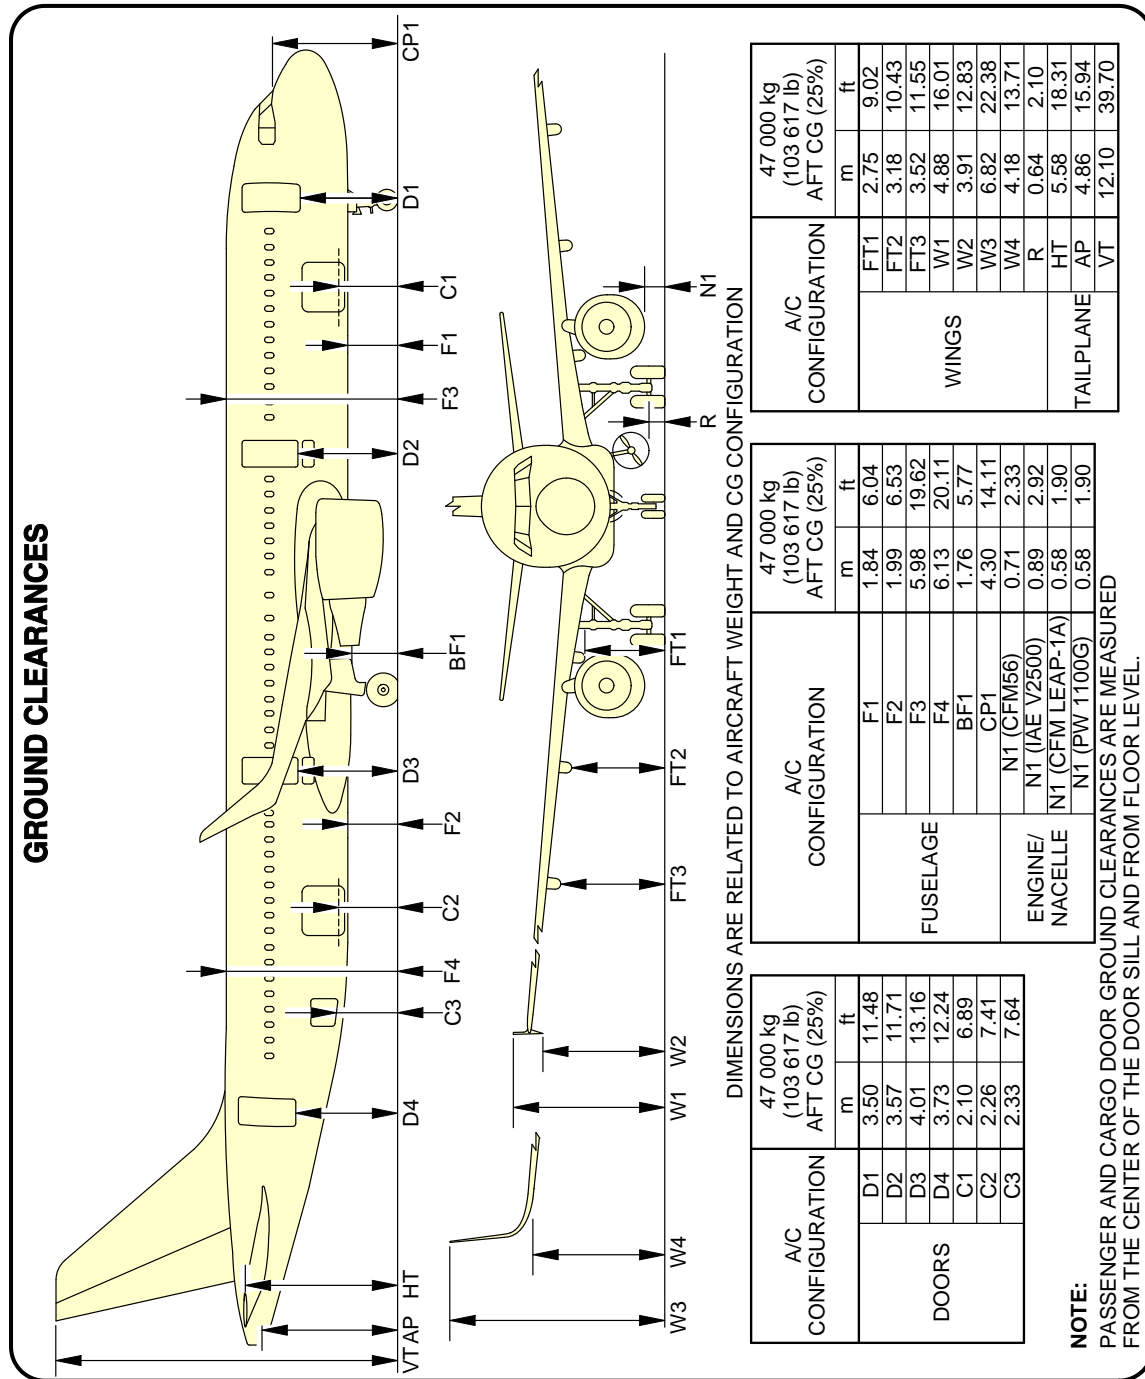 GROUND CLEARANCES
VT
AP
HT
D4
C3
F4
C2
F2
D3
BF1
D2
F3
F1
C1
D1
CP1
W3
W4
W1
W2
FT3
FT2
FT1
R
N1
DIMENSIONS ARE RELATED TO AIRCRAFT WEIGHT AND CG CONFIGURATION
A/C CONFIGURATION
47 000 kg
(103 617 lb)
AFT CG (25%)
m ft
DOORS
D1 3.50 11.48
D2 3.57 11.71
D3 4.01 13.16
D4 3.73 12.24
C1 2.10 6.89
C2 2.26 7.41
C3 2.33 7.64
A/C
CONFIGURATION
47 000 kg
(103 617 lb)
AFT CG (25%)
m ft
FUSELAGE
F1 1.84 6.04
F2 1.99 6.53
F3 5.98 19.62
F4 6.13 20.11
BF1 1.76 5.77
CP1 4.30 14.11
ENGINE/
NACELLE
N1 (CFM56) 0.71 2.33
N1 (IAE V2500) 0.89 2.92
N1 (CFM LEAP-1A) 0.58 1.90
N1 (PW 1100G) 0.58 1.90
A/C
CONFIGURATION
47 000 kg
(103 617 lb)
AFT CG (25%)
m ft
WINGS
FT1 2.75 9.02
FT2 3.18 10.43
FT3 3.52 11.55
W1 4.88 16.01
W2 3.91 12.83
W3 6.82 22.38
W4 4.18 13.71
R 0.64 2.10
TAILPLANE
HT 5.58 18.31
AP 4.86 15.94
VT 12.10 39.70
NOTE:
PASSENGER AND CARGO DOOR GROUND CLEARANCES ARE MEASURED
FROM THE CENTER OF THE DOOR SILL AND FROM FLOOR LEVEL.